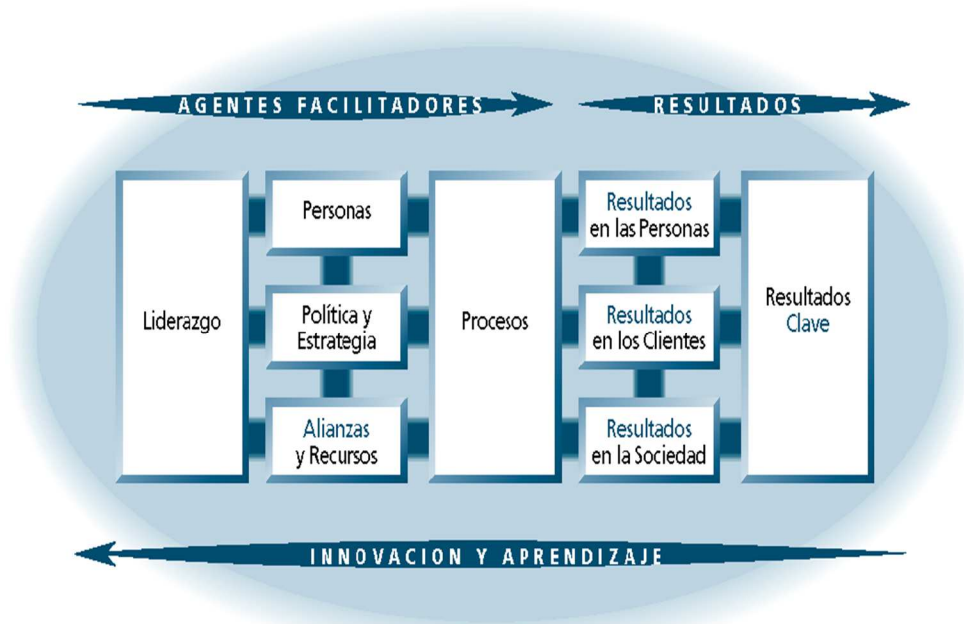 AGENTES FACILITADORES
RESULTADOS
Liderazgo
Personas
Política y
Estrategia
Alianzas
y Recursos
Procesos
Resultados
en las Personas
Resultados
en los Clientes
Resultados
en la Sociedad
Resultados
Clave
INNOVACION Y APRENDIZAJE